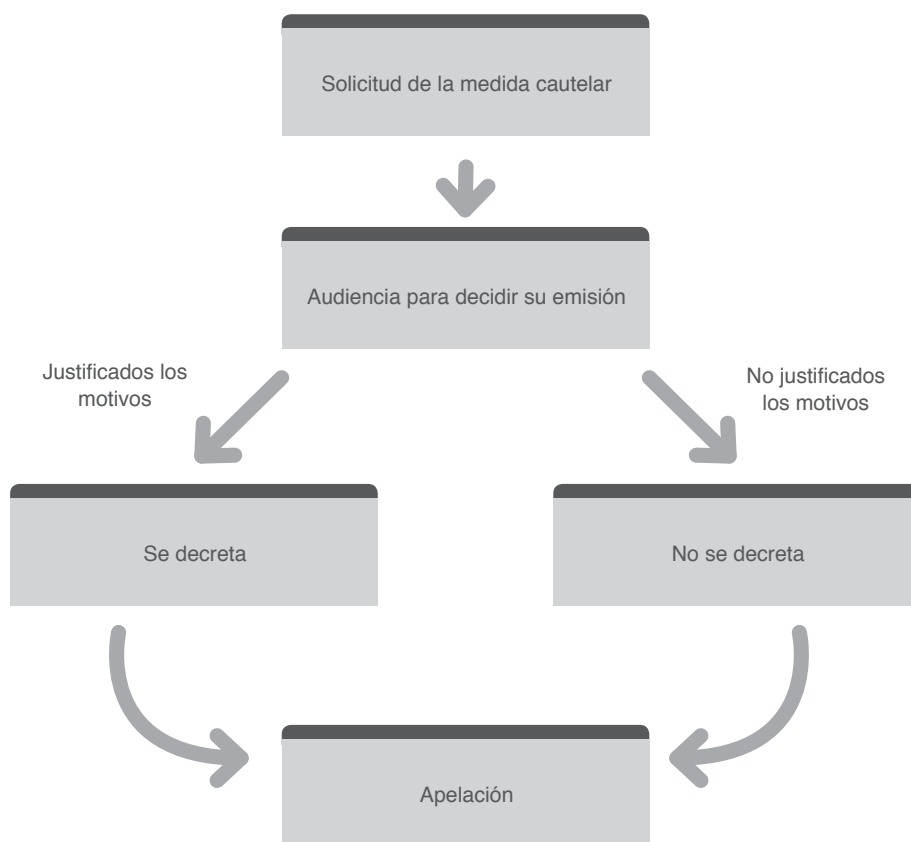 Solicitud de la medida cautelar
Audiencia para decidir su emisión
Justificados los
motivos
No justificados
los motivos
Se decreta
No se decreta
Apelación